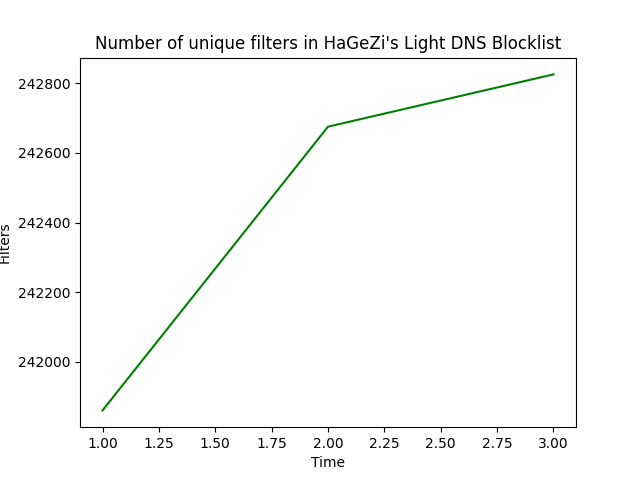 Number of unique filters in HaGeZi's Light DNS Blocklist
242800
242600
242400
242200
242000
Filters
1.00 1.25 1.50 1.75 2.00 2.25 2.50 2.75 3.00
Time